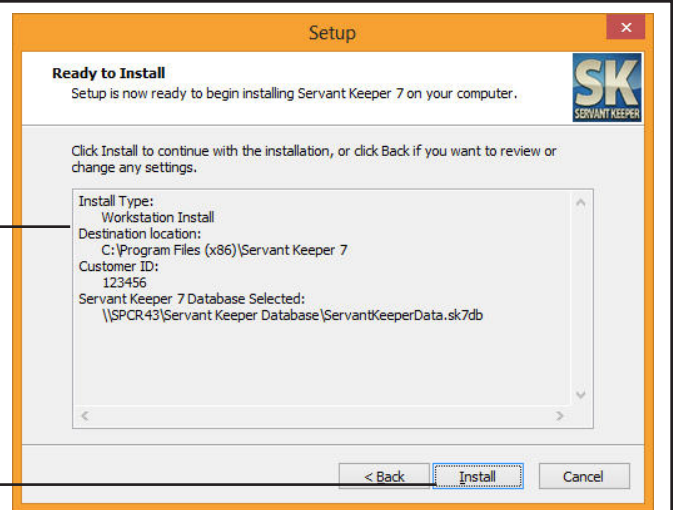 Setup
Ready to Install
Setup is now ready to begin installing Servant Keeper 7 on your computer.
SK
SERVANT KEEPER
Click Install to continue with the installation, or click Back if you want to review or
change any settings.
Install Type:
Workstation Install
Destination location:
C:\Program Files (x86)\Servant Keeper 7
Customer ID:
123456
Servant Keeper 7 Database Selected:
\\SPCR43\Servant Keeper Database\ServantKeeperData.sk7db
< Back
Install
Cancel